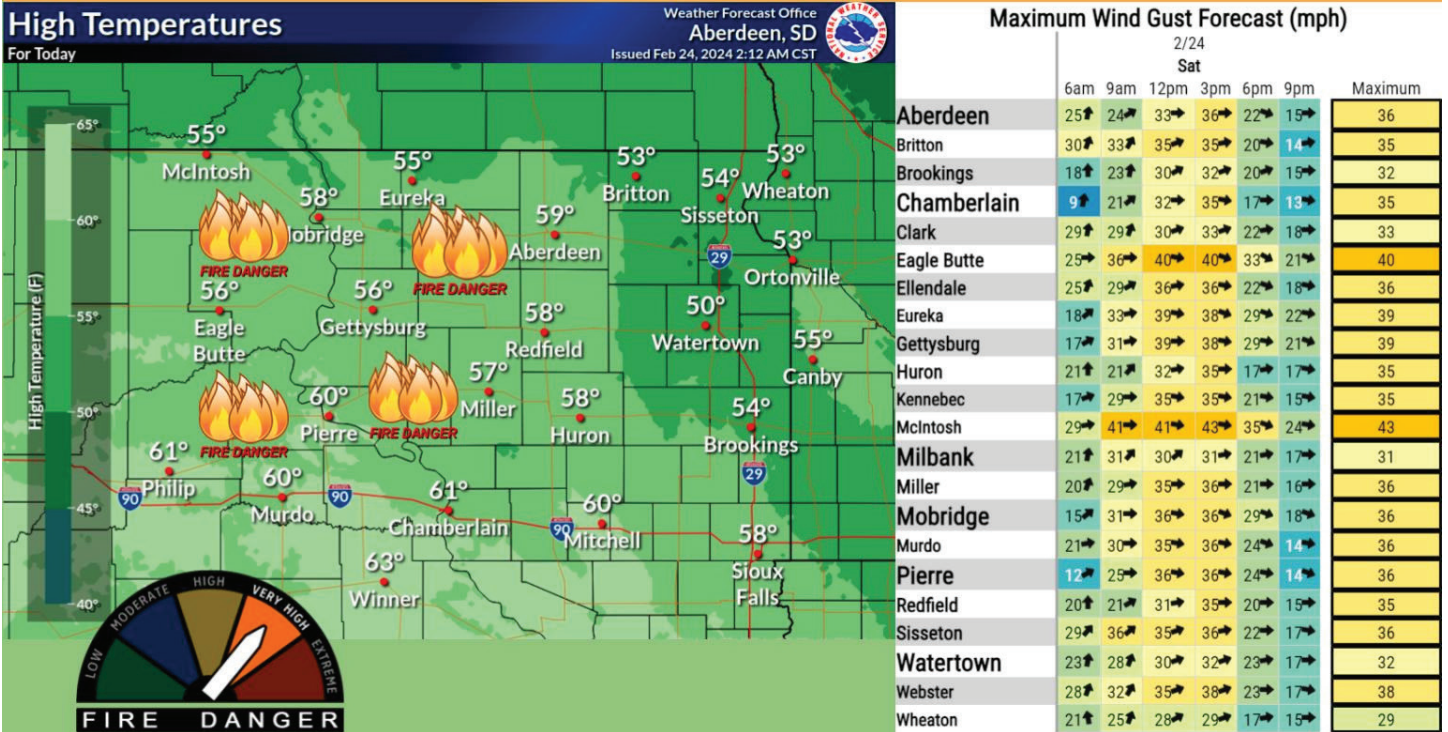 High Temperatures
For Today
Weather Forecast Office
Aberdeen, SD
Issued Feb 24, 2024 2:12 AM CST
NATIONAL WEATHER SERVICE
High Temperature (F)
65°
60°
55°
50°
45°
40°
55°
McIntosh
58°
Mobridge
55°
Eureka
53°
Britton
54°
Sisseton
53°
Wheaton
59°
Aberdeen
53°
Ortonville
FIRE DANGER
FIRE DANGER
29
56°
Eagle
Butte
56°
Gettysburg
58°
Redfield
50°
Watertown
55°
Canby
60°
Pierre
57°
Miller
58°
Huron
54°
Brookings
FIRE DANGER
FIRE DANGER
29
61°
Philip
90
60°
Murdo
90
61°
Chamberlain
90
60°
Mitchell
58°
Sioux
Falls
63°
Winner
LOW
MODERATE
HIGH
VERY HIGH
EXTREME
FIRE DANGER
Maximum Wind Gust Forecast (mph)
2/24
Sat
6am 9am 12pm 3pm 6pm 9pm Maximum
Aberdeen 25 24 33 36 22 15 36
Britton 30 33 35 35 20 14 35
Brookings 18 23 30 32 20 15 32
Chamberlain 9 21 32 35 17 13 35
Clark 29 29 30 33 22 18 33
Eagle Butte 25 36 40 40 33 21 40
Ellendale 25 29 36 36 22 18 36
Eureka 18 33 39 38 29 22 39
Gettysburg 17 31 39 38 29 21 39
Huron 21 21 32 35 17 17 35
Kennebec 17 29 35 35 21 15 35
McIntosh 29 41 41 43 35 24 43
Milbank 21 31 30 31 21 17 31
Miller 20 29 35 36 21 16 36
Mobridge 15 31 36 36 29 18 36
Murdo 21 30 35 36 24 14 36
Pierre 12 25 36 36 24 14 36
Redfield 20 21 31 35 20 15 35
Sisseton 29 36 35 36 22 17 36
Watertown 23 28 30 32 23 17 32
Webster 28 32 35 38 23 17 38
Wheaton 21 25 28 29 17 15 29